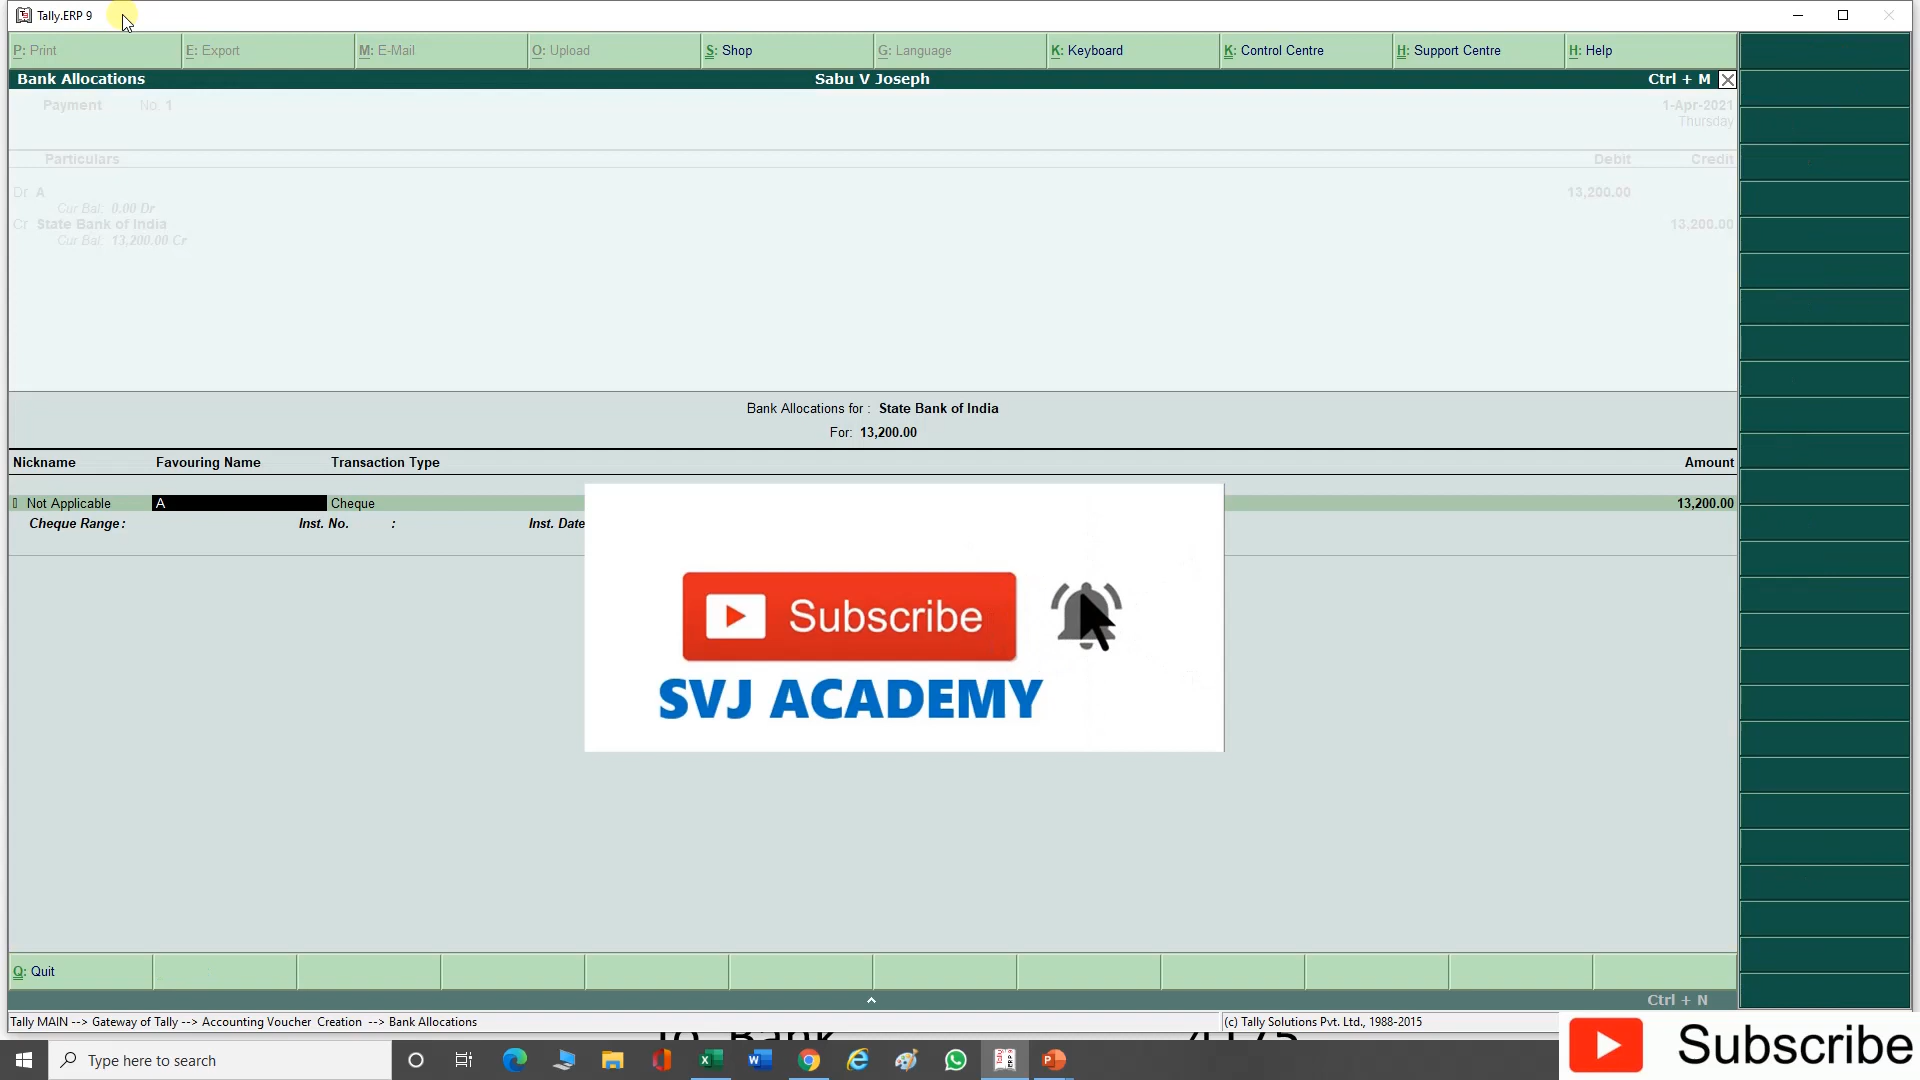 Tally.ERP 9
P: Print E: Export M: E-Mail O: Upload S: Shop G: Language K: Keyboard K: Control Centre H: Support Centre H: Help
Bank Allocations Sabu V Joseph Ctrl + M
Payment No. 1 1-Apr-2021
Thursday
Particulars Debit Credit
Dr A 13,200.00
Cur Bal: 0.00 Dr
Cr State Bank of India 13,200.00
Cur Bal: 13,200.00 Cr
Bank Allocations for : State Bank of India
For: 13,200.00
Nickname Favouring Name Transaction Type Amount
Not Applicable A Cheque 13,200.00
Cheque Range: Inst. No. : Inst. Date
Subscribe
SVJ ACADEMY
Q: Quit
Ctrl + N
Tally MAIN --> Gateway of Tally --> Accounting Voucher Creation --> Bank Allocations (c) Tally Solutions Pvt. Ltd., 1988-2015
Type here to search
Subscribe